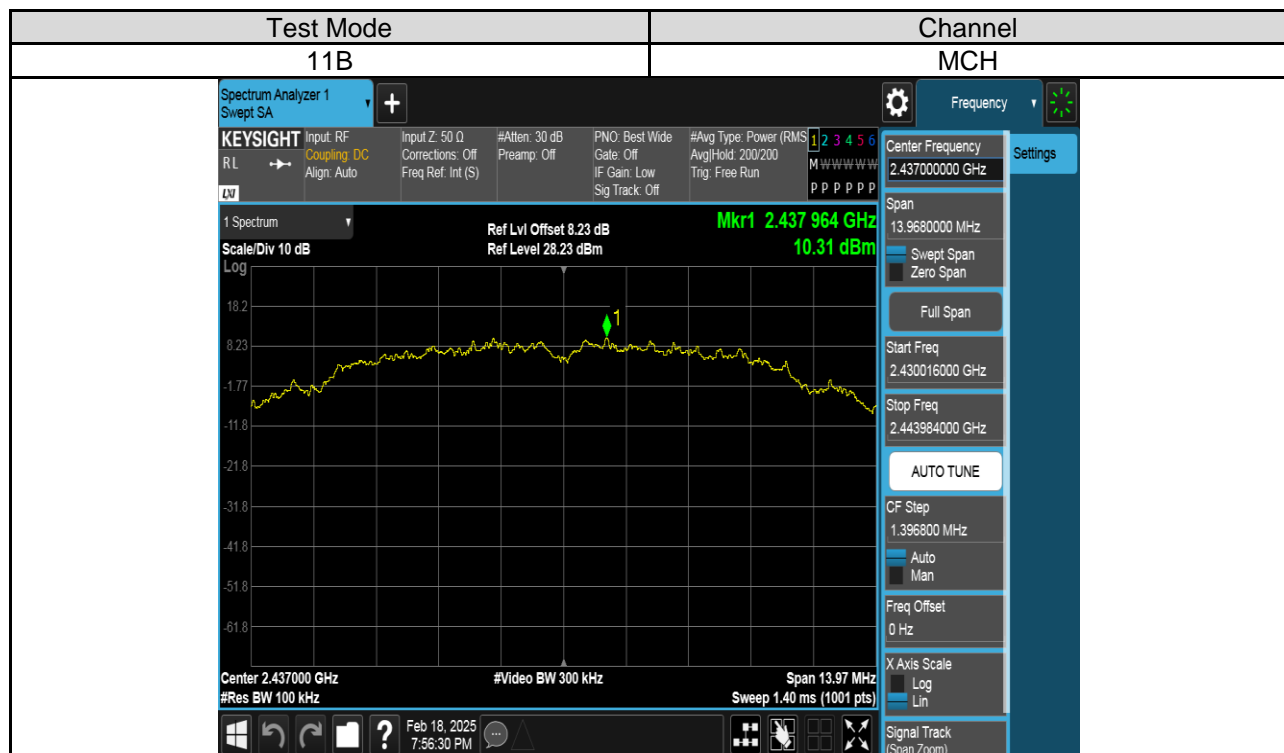 Test Mode Channel
11B MCH
Spectrum Analyzer 1
Swept SA
Frequency
KEYSIGHT Input: RF
Coupling: DC
Align: Auto
RL
LXI
Input Z: 50 Ω
Corrections: Off
Freq Ref: Int (S)
#Atten: 30 dB
Preamp: Off
PNO: Best Wide
Gate: Off
IF Gain: Low
Sig Track: Off
#Avg Type: Power (RMS
Avg|Hold: 200/200
Trig: Free Run
1 2 3 4 5 6
M W W W W W
P P P P P P
1 Spectrum
Scale/Div 10 dB
Log
Ref Lvl Offset 8.23 dB
Ref Level 28.23 dBm
Mkr1 2.437 964 GHz
10.31 dBm
1
18.2
8.23
-1.77
-11.8
-21.8
-31.8
-41.8
-51.8
-61.8
Center 2.437000 GHz
#Res BW 100 kHz
#Video BW 300 kHz
Span 13.97 MHz
Sweep 1.40 ms (1001 pts)
Center Frequency
2.437000000 GHz
Settings
Span
13.9680000 MHz
Swept Span
Zero Span
Full Span
Start Freq
2.430016000 GHz
Stop Freq
2.443984000 GHz
AUTO TUNE
CF Step
1.396800 MHz
Auto
Man
Freq Offset
0 Hz
X Axis Scale
Log
Lin
Signal Track
(Span Zoom)
?
Feb 18, 2025
7:56:30 PM